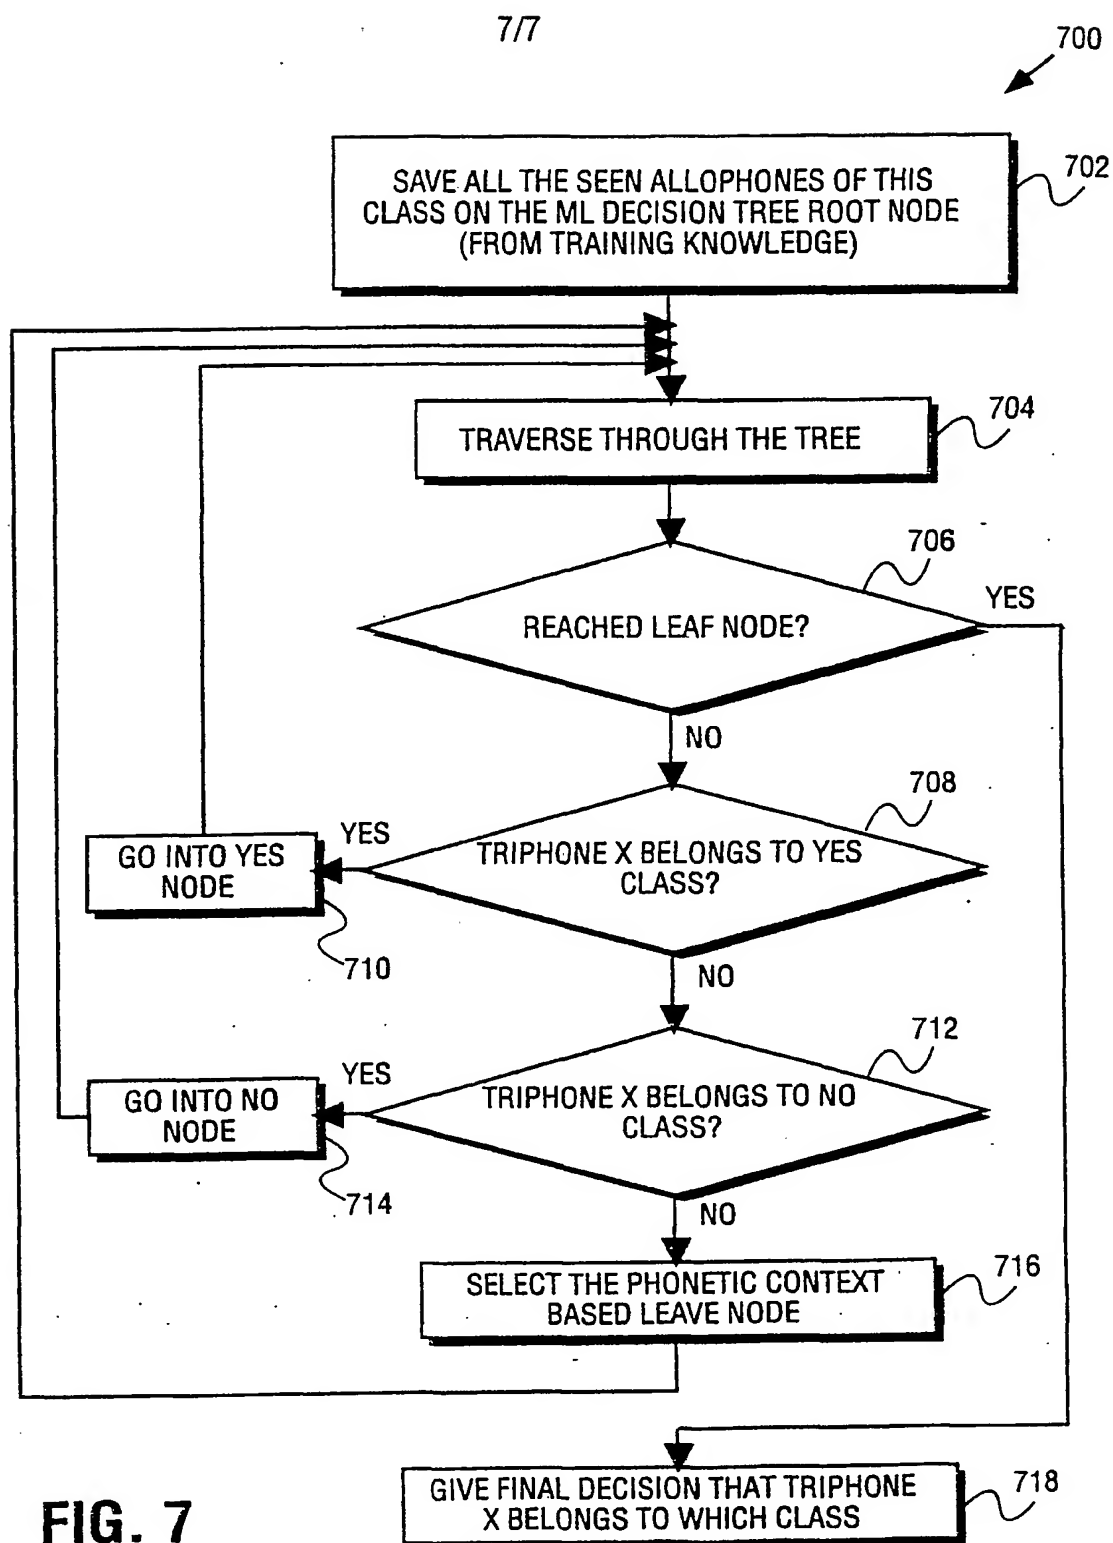 7/7
700
SAVE ALL THE SEEN ALLOPHONES OF THIS
CLASS ON THE ML DECISION TREE ROOT NODE
(FROM TRAINING KNOWLEDGE)
702
TRAVERSE THROUGH THE TREE
704
706
REACHED LEAF NODE?
YES
NO
708
TRIPHONE X BELONGS TO YES
CLASS?
YES
GO INTO YES
NODE
710
NO
712
TRIPHONE X BELONGS TO NO
CLASS?
YES
GO INTO NO
NODE
714
NO
SELECT THE PHONETIC CONTEXT
BASED LEAVE NODE
716
GIVE FINAL DECISION THAT TRIPHONE
X BELONGS TO WHICH CLASS
718
FIG. 7